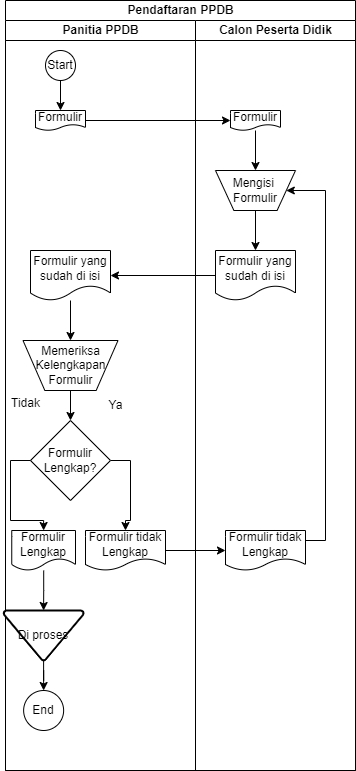 Pendaftaran PPDB
Panitia PPDB
Calon Peserta Didik
Start
Formulir
Formulir
Mengisi
Formulir
Formulir yang
sudah di isi
Formulir yang
sudah di isi
Memeriksa
Kelengkapan
Formulir
Tidak
Ya
Formulir
Lengkap?
Formulir
Lengkap
Formulir tidak
Lengkap
Formulir tidak
Lengkap
Di proses
End